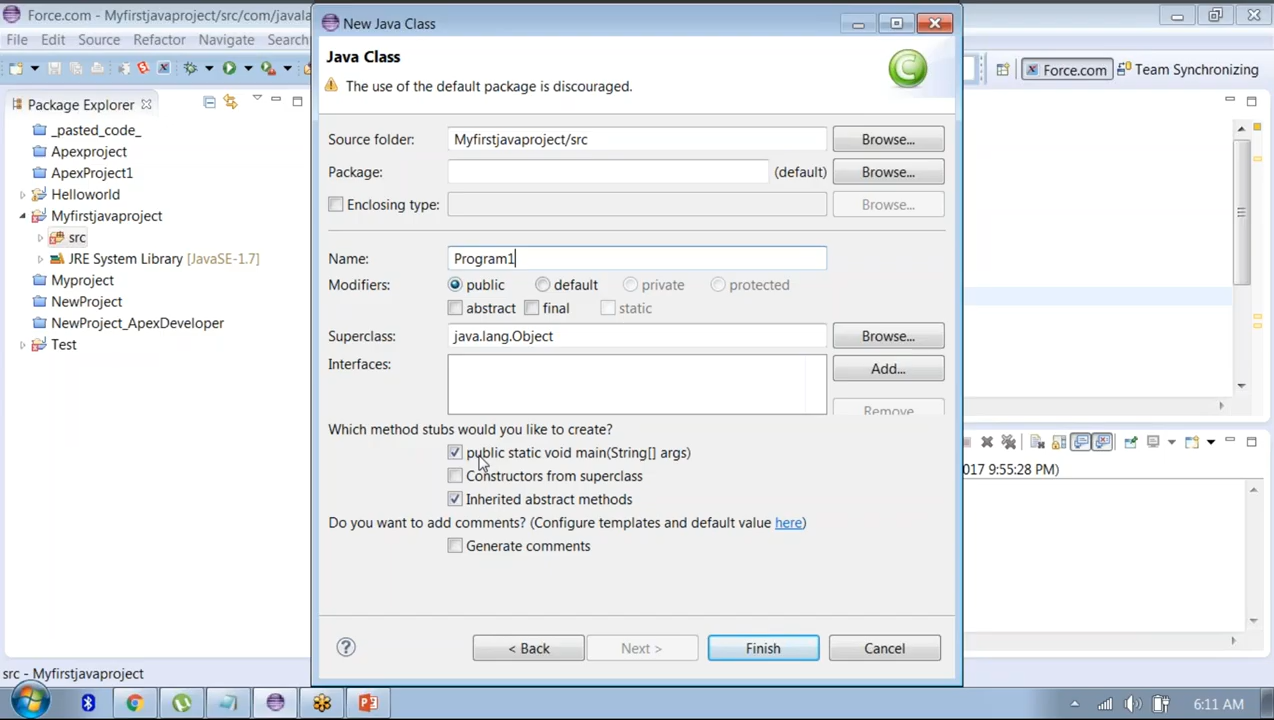 Force.com - Myfirstjavaproject/src/com/javala
File Edit Source Refactor Navigate Search
Force.com
Team Synchronizing
Package Explorer
_pasted_code_
Apexproject
ApexProject1
Helloworld
Myfirstjavaproject
src
JRE System Library [JavaSE-1.7]
Myproject
NewProject
NewProject_ApexDeveloper
Test
New Java Class
Java Class
The use of the default package is discouraged.
Source folder: Myfirstjavaproject/src Browse...
Package: (default) Browse...
Enclosing type: Browse...
Name: Program1
Modifiers: public default private protected
abstract final static
Superclass: java.lang.Object Browse...
Interfaces: Add...
Remove
Which method stubs would you like to create?
public static void main(String[] args)
Constructors from superclass
Inherited abstract methods
Do you want to add comments? (Configure templates and default value here)
Generate comments
< Back Next > Finish Cancel
017 9:55:28 PM)
src - Myfirstjavaproject
6:11 AM